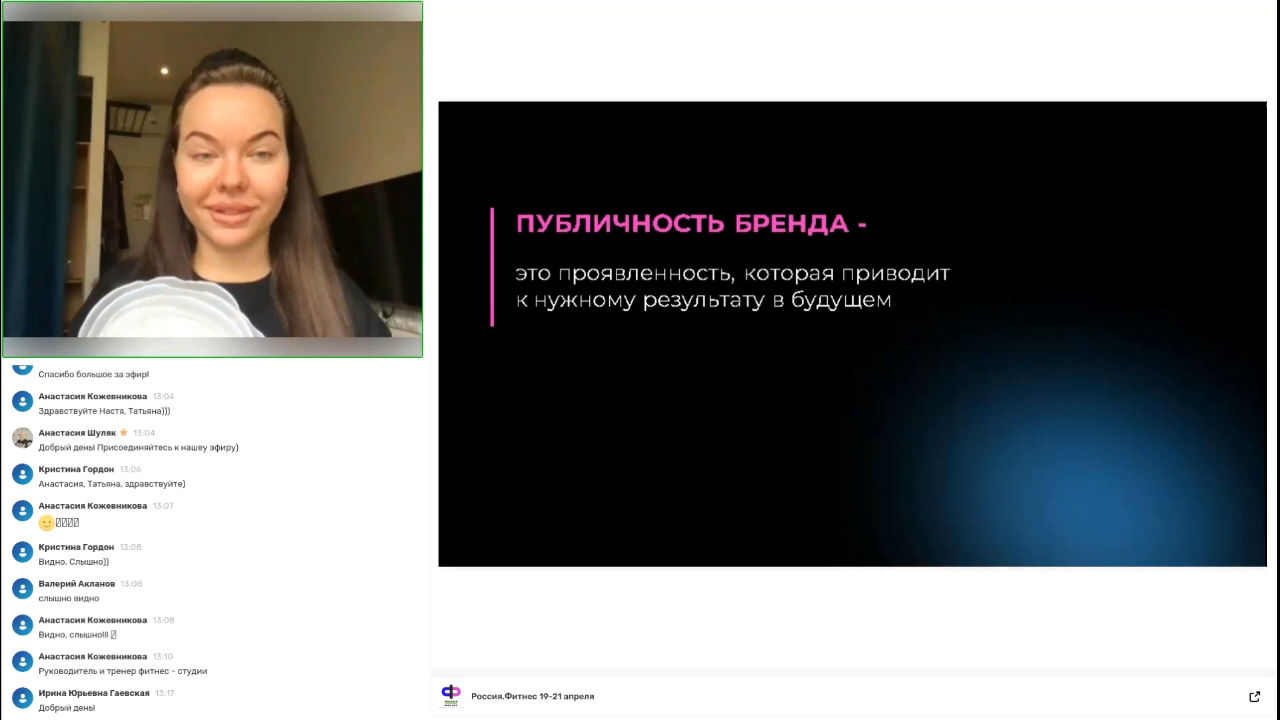 ПУБЛИЧНОСТЬ БРЕНДА -
это проявленность, которая приводит
к нужному результату в будущем
Спасибо большое за эфир!
Анастасия Кожевникова 13:04
Здравствуйте Настя, Татьяна)))
Анастасия Шуляк 13:04
Добрый день! Присоединяйтесь к нашеу эфиру)
Кристина Гордон 13:06
Анастасия, Татьяна, здравствуйте)
Анастасия Кожевникова 13:07
Кристина Гордон 13:08
Видно. Слышно))
Валерий Акланов 13:08
слышно видно
Анастасия Кожевникова 13:08
Видно, слышно!!!
Анастасия Кожевникова 13:10
Руководитель и тренер фитнес - студии
Ирина Юрьевна Гаевская 13:17
Добрый день!
Россия.Фитнес 19-21 апреля